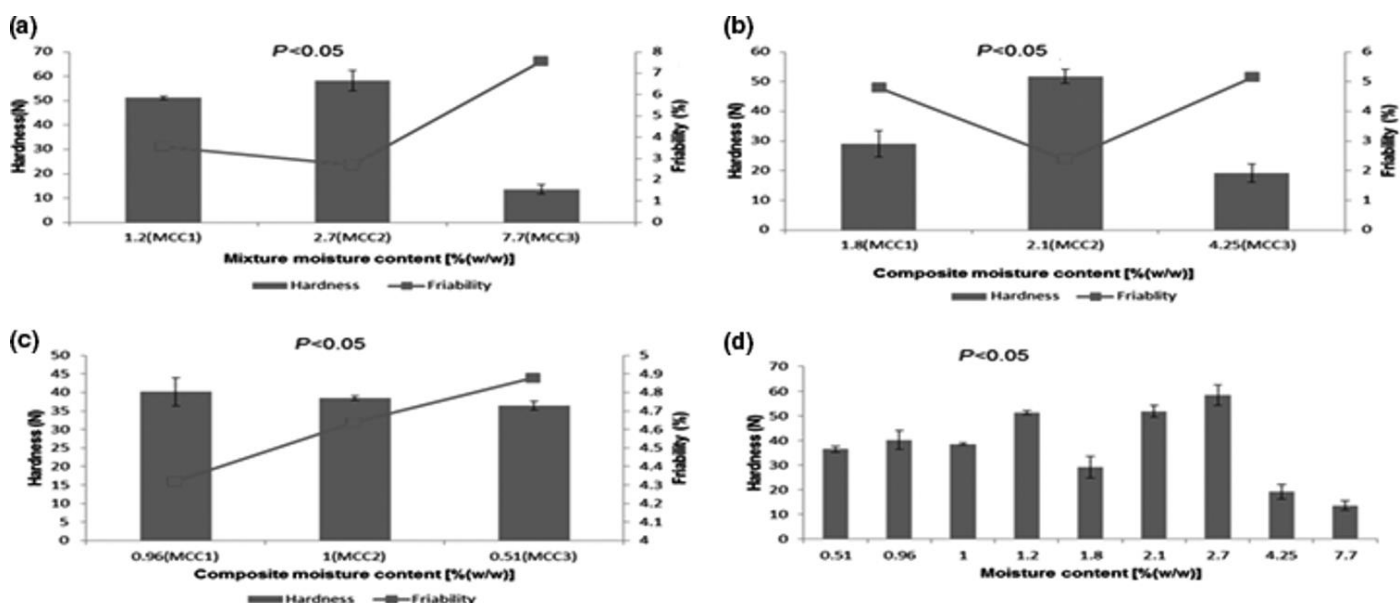 (a)
P<0.05
Hardness(N)
70
60
50
40
30
20
10
0
8
7
6
5
4
3
2
1
0
Friability (%)
1.2(MCC1) 2.7(MCC2) 7.7(MCC3)
Mixture moisture content [%(w/w)]
Hardness Friability
(b)
P<0.05
Hardness (N)
60
50
40
30
20
10
0
6
5
4
3
2
1
0
Friability (%)
1.8(MCC1) 2.1(MCC2) 4.25(MCC3)
Composite moisture content [%(w/w)]
Hardness Friablity
(c)
P<0.05
Hardness (N)
50
45
40
35
30
25
20
15
10
5
0
5
4.9
4.8
4.7
4.6
4.5
4.4
4.3
4.2
4.1
4
Friability (%)
0.96(MCC1) 1(MCC2) 0.51(MCC3)
Composite moisture content [%(w/w)]
Hardness Friability
(d)
P<0.05
Hardness (N)
70
60
50
40
30
20
10
0
0.51 0.96 1 1.2 1.8 2.1 2.7 4.25 7.7
Moisture content [%(w/w)]